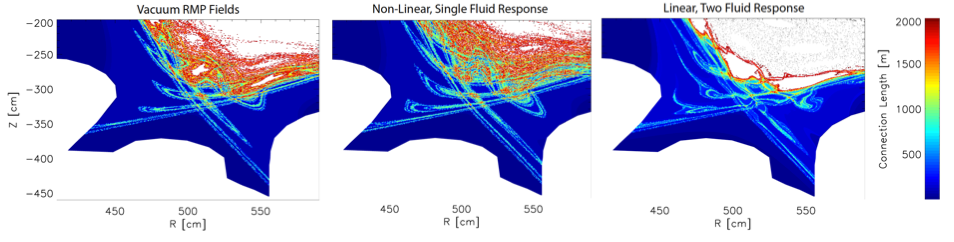 Vacuum RMP Fields
Non-Linear, Single Fluid Response
Linear, Two Fluid Response
−200
−250
−300
−350
−400
−450
Z [cm]
450 500 550
R [cm]
450 500 550
R [cm]
450 500 550
R [cm]
2000
1500
1000
500
Connection Length [m]